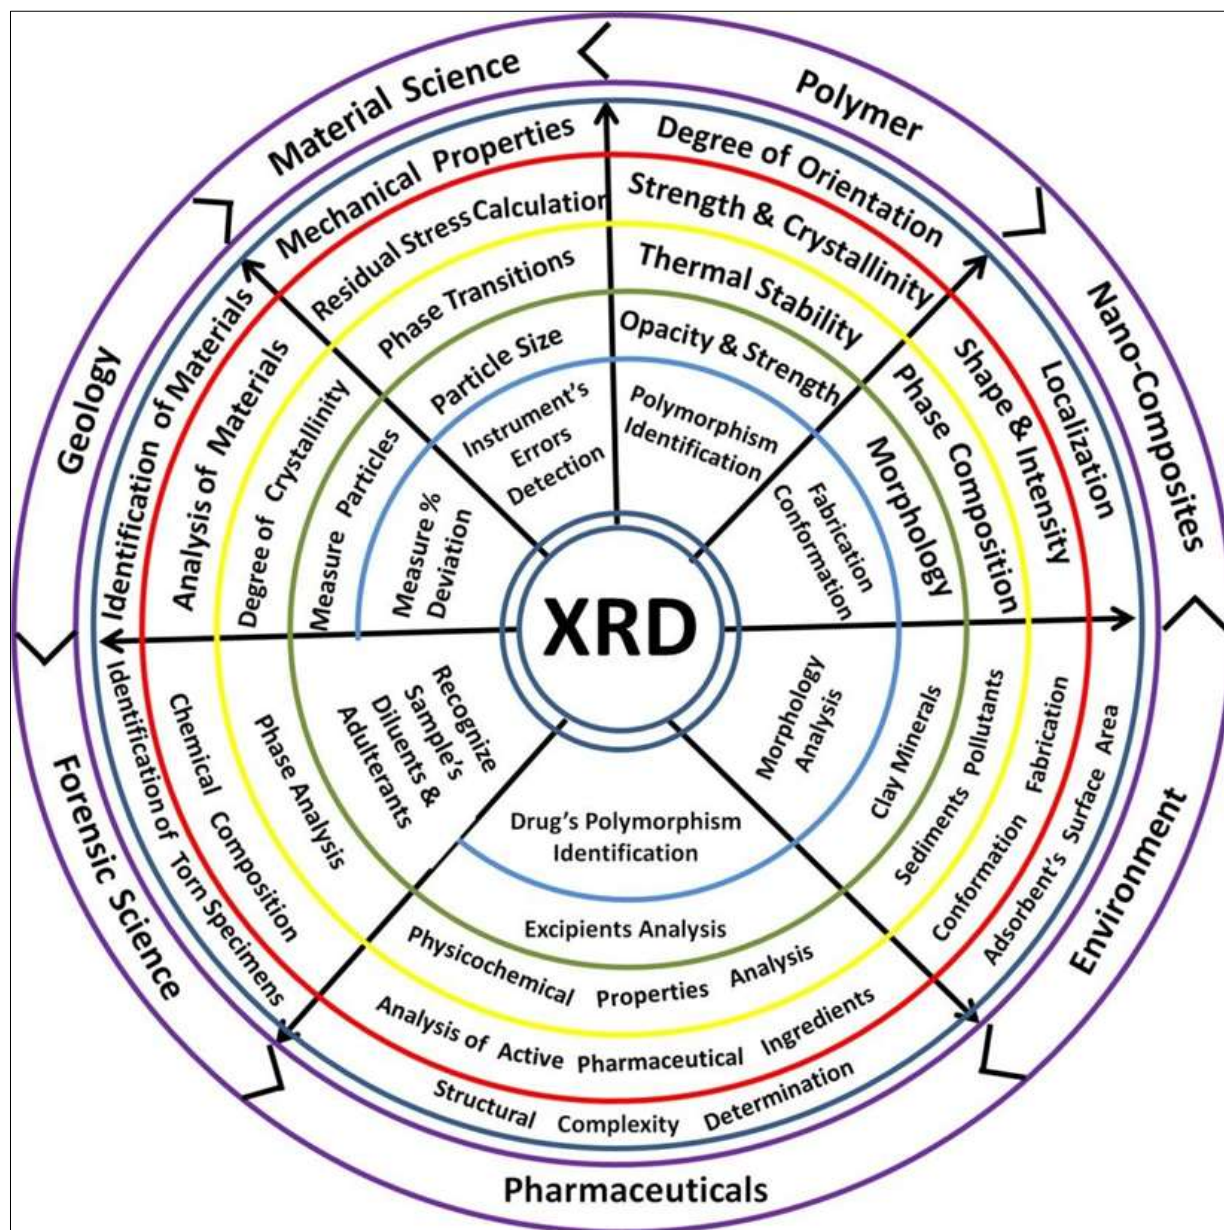 XRD
Material Science
Mechanical Properties
Residual Stress Calculation
Phase Transitions
Particle Size
Instrument's
Errors
Detection
Polymer
Degree of Orientation
Strength & Crystallinity
Thermal Stability
Opacity & Strength
Polymorphism
Identification
Nano-Composites
Localization
Shape & Intensity
Phase Composition
Morphology
Fabrication
Conformation
Environment
Adsorbent's Surface Area
Conformation Fabrication
Sediments Pollutants
Clay Minerals
Morphology
Analysis
Pharmaceuticals
Structural Complexity Determination
Analysis of Active Pharmaceutical Ingredients
Physicochemical Properties Analysis
Excipients Analysis
Drug's Polymorphism
Identification
Forensic Science
Identification of Torn Specimens
Chemical Composition
Phase Analysis
Recognize
Sample's
Diluents &
Adulterants
Geology
Identification of Materials
Analysis of Materials
Degree of Crystallinity
Measure Particles
Measure %
Deviation